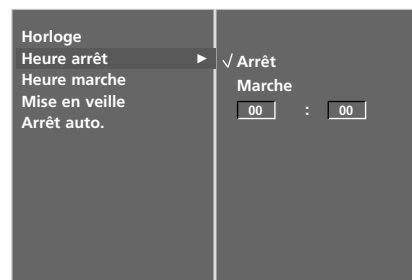 Horloge
Heure arrêt ►
Heure marche
Mise en veille
Arrêt auto.
√ Arrêt
Marche
00 : 00